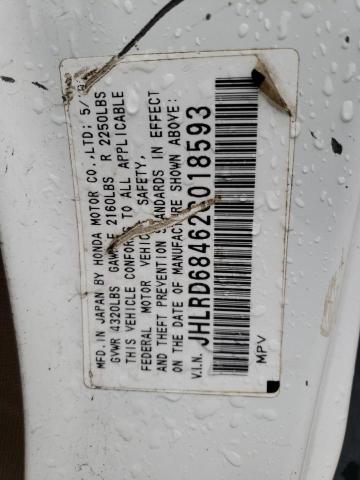 MFD.IN JAPAN BY HONDA MOTOR CO.,LTD; 5/
GVWR 4320LBS GAWR F 2160LBS R 2250LBS
THIS VEHICLE CONFORMS TO ALL APPLICABLE
FEDERAL MOTOR VEHICLE SAFETY,
AND THEFT PREVENTION STANDARDS IN EFFECT
ON THE DATE OF MANUFACTURE SHOWN ABOVE:
V.I.N. JHLRD68462C018593
MPV